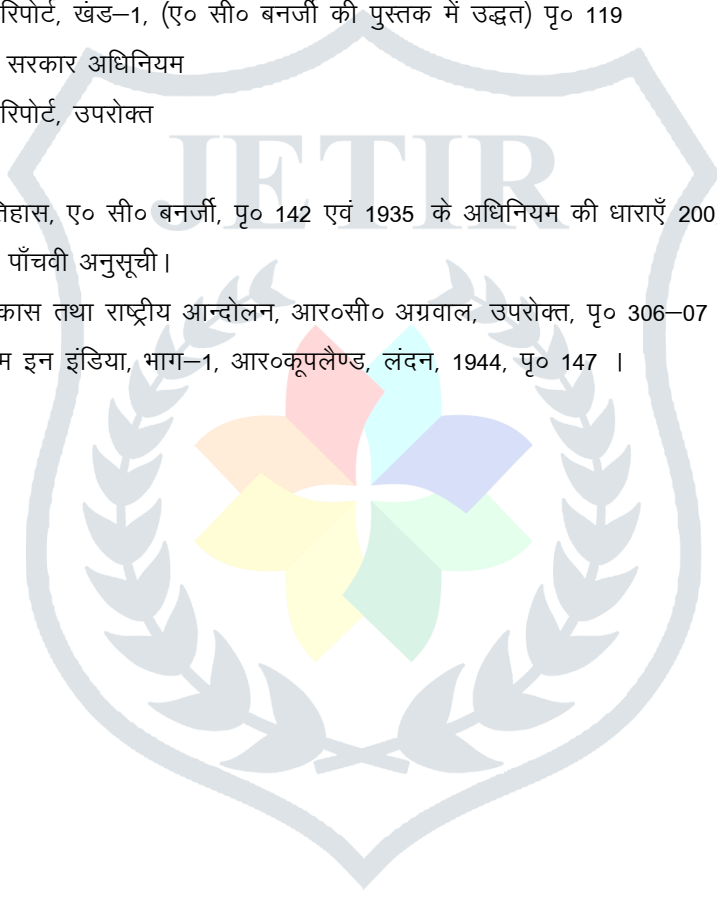 रिपोर्ट, खंड–1, (ए० सी० बनर्जी की पुस्तक में उद्धत) पृ० 119
सरकार अधिनियम
रिपोर्ट, उपरोक्त
JETIR
तिहास, ए० सी० बनर्जी, पृ० 142 एवं 1935 के अधिनियम की धाराएँ 200,
पाँचवी अनुसूची।
कास तथा राष्ट्रीय आन्दोलन, आर०सी० अग्रवाल, उपरोक्त, पृ० 306–07
म इन इंडिया, भाग–1, आर०कूपलैण्ड, लंदन, 1944, पृ० 147 ।